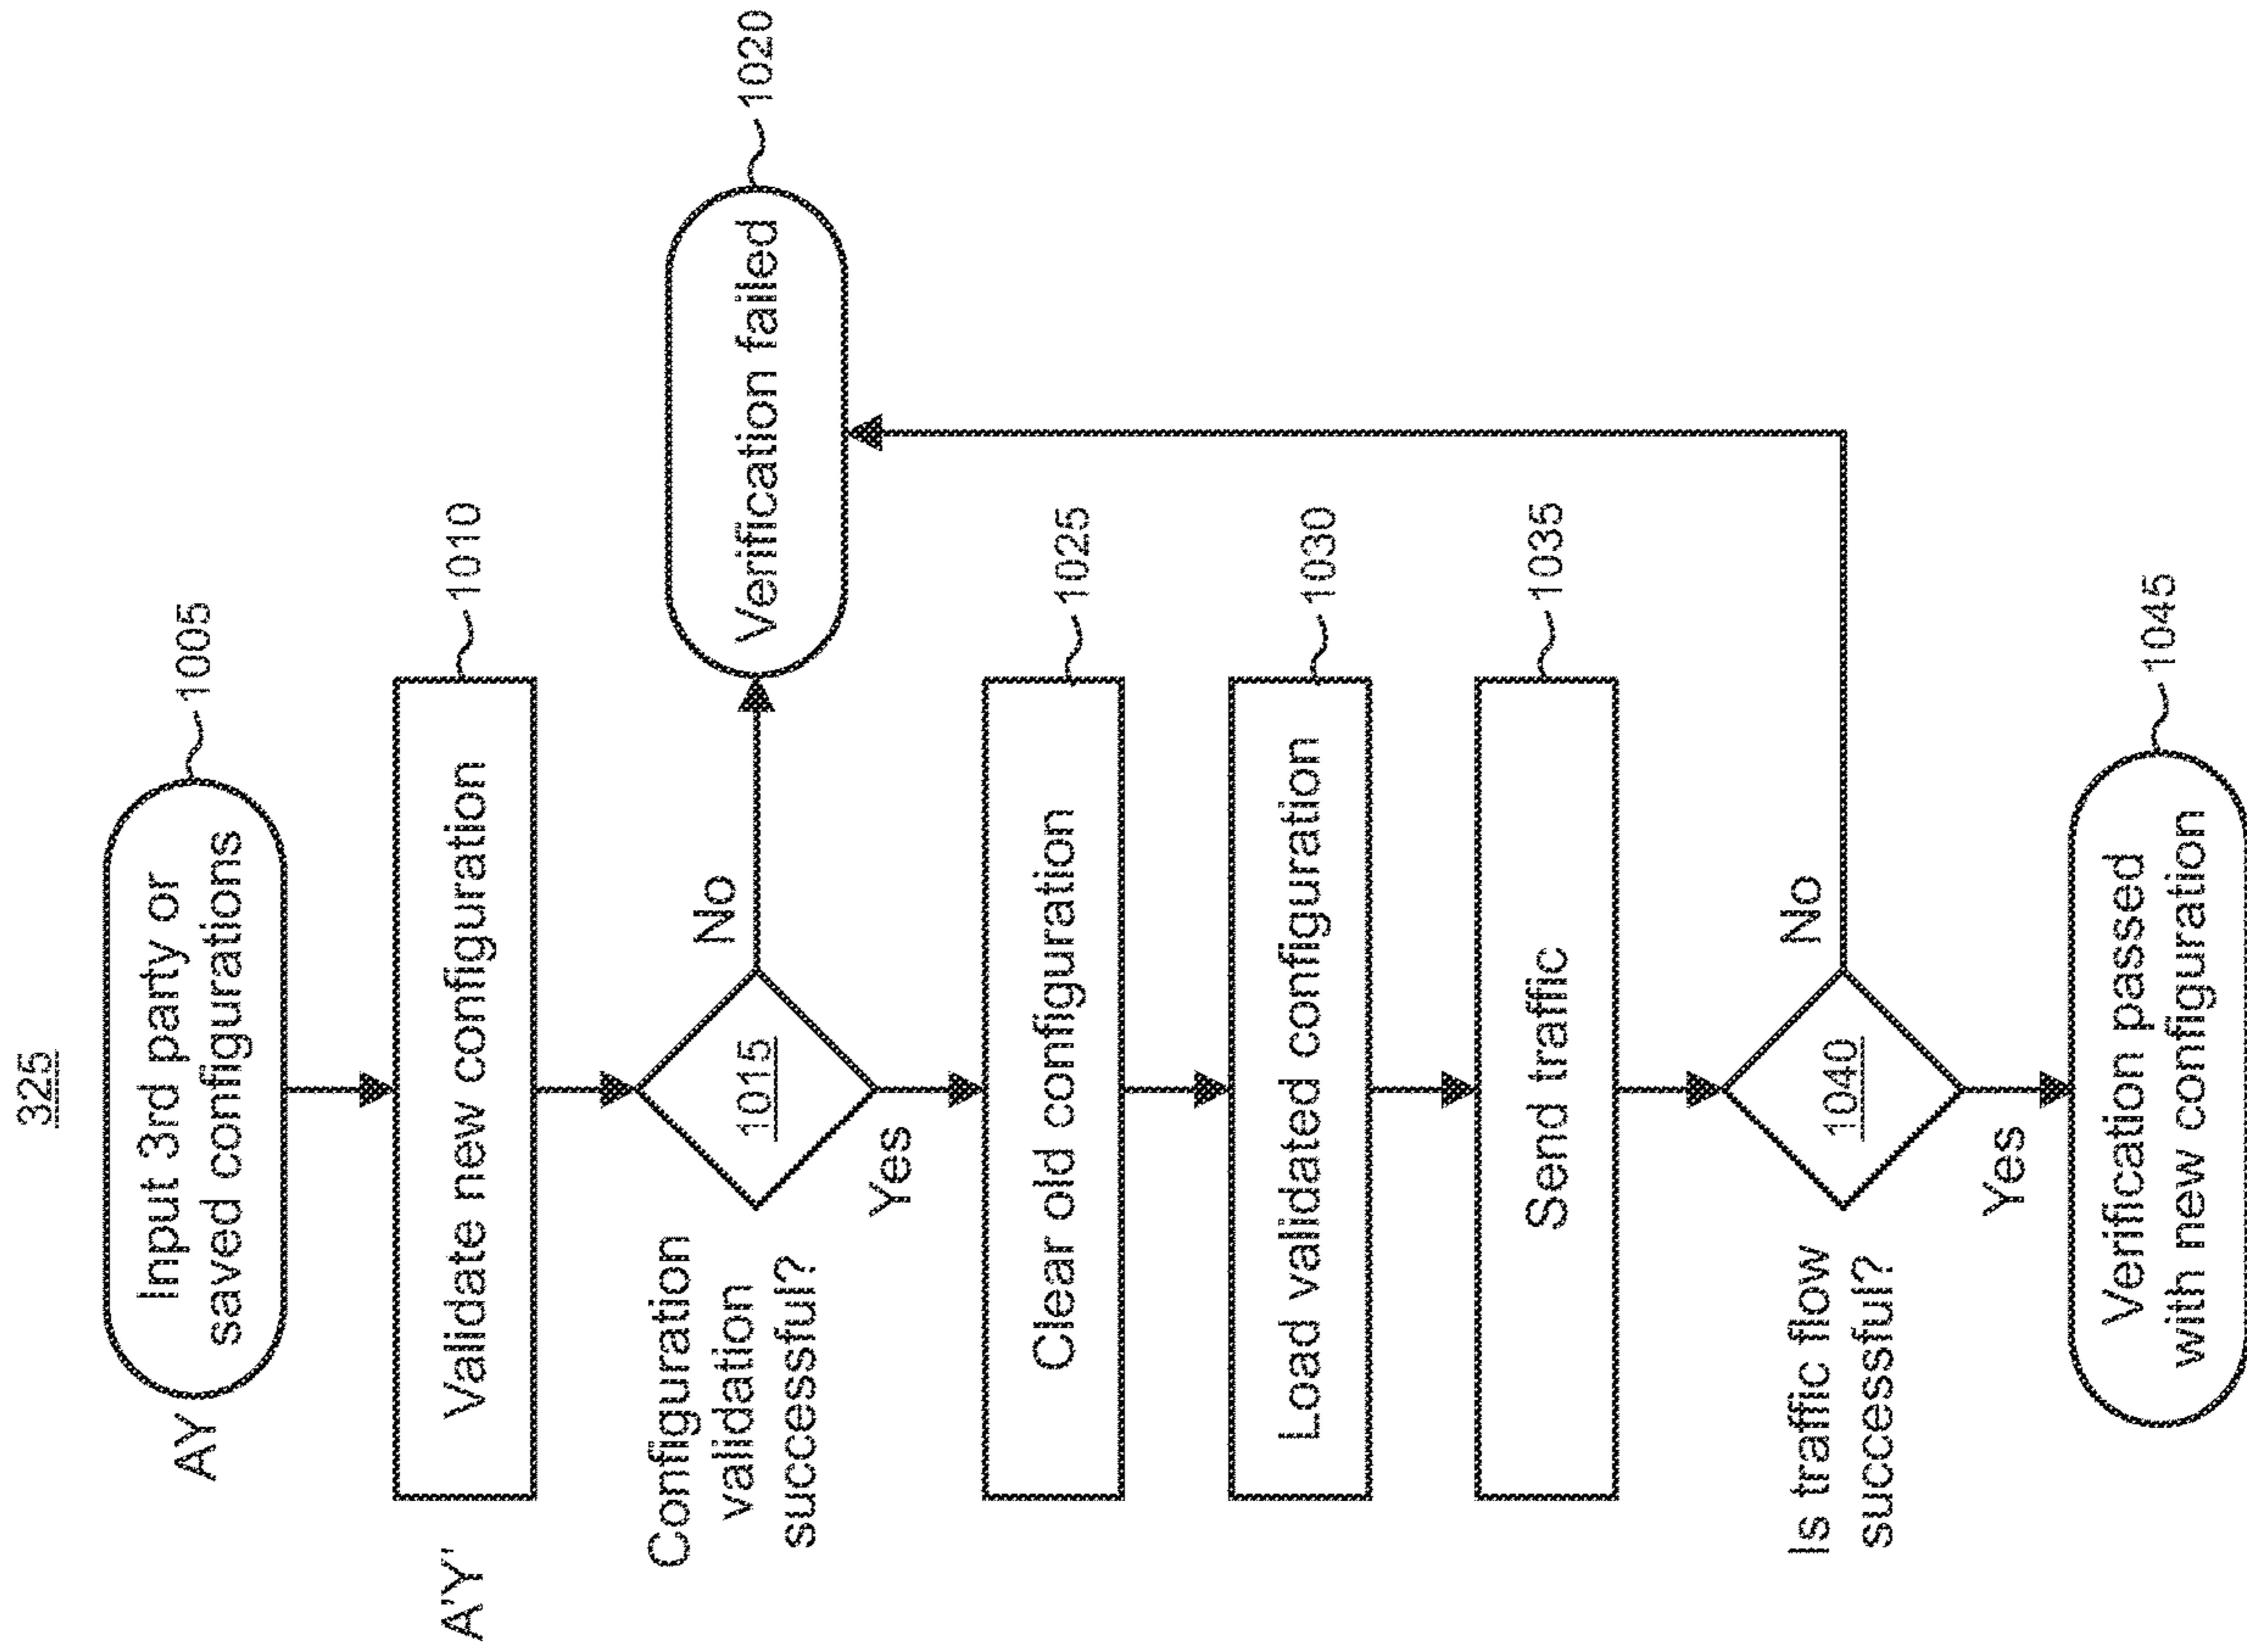 325
AY
Input 3rd party or
saved configurations
1005
A'Y'
Validate new configuration
1010
Configuration
validation
successful?
1015
No
Verification failed
1020
Yes
Clear old configuration
1025
Load validated configuration
1030
Send traffic
1035
Is traffic flow
successful?
1040
No
Yes
Verification passed
with new configuration
1045